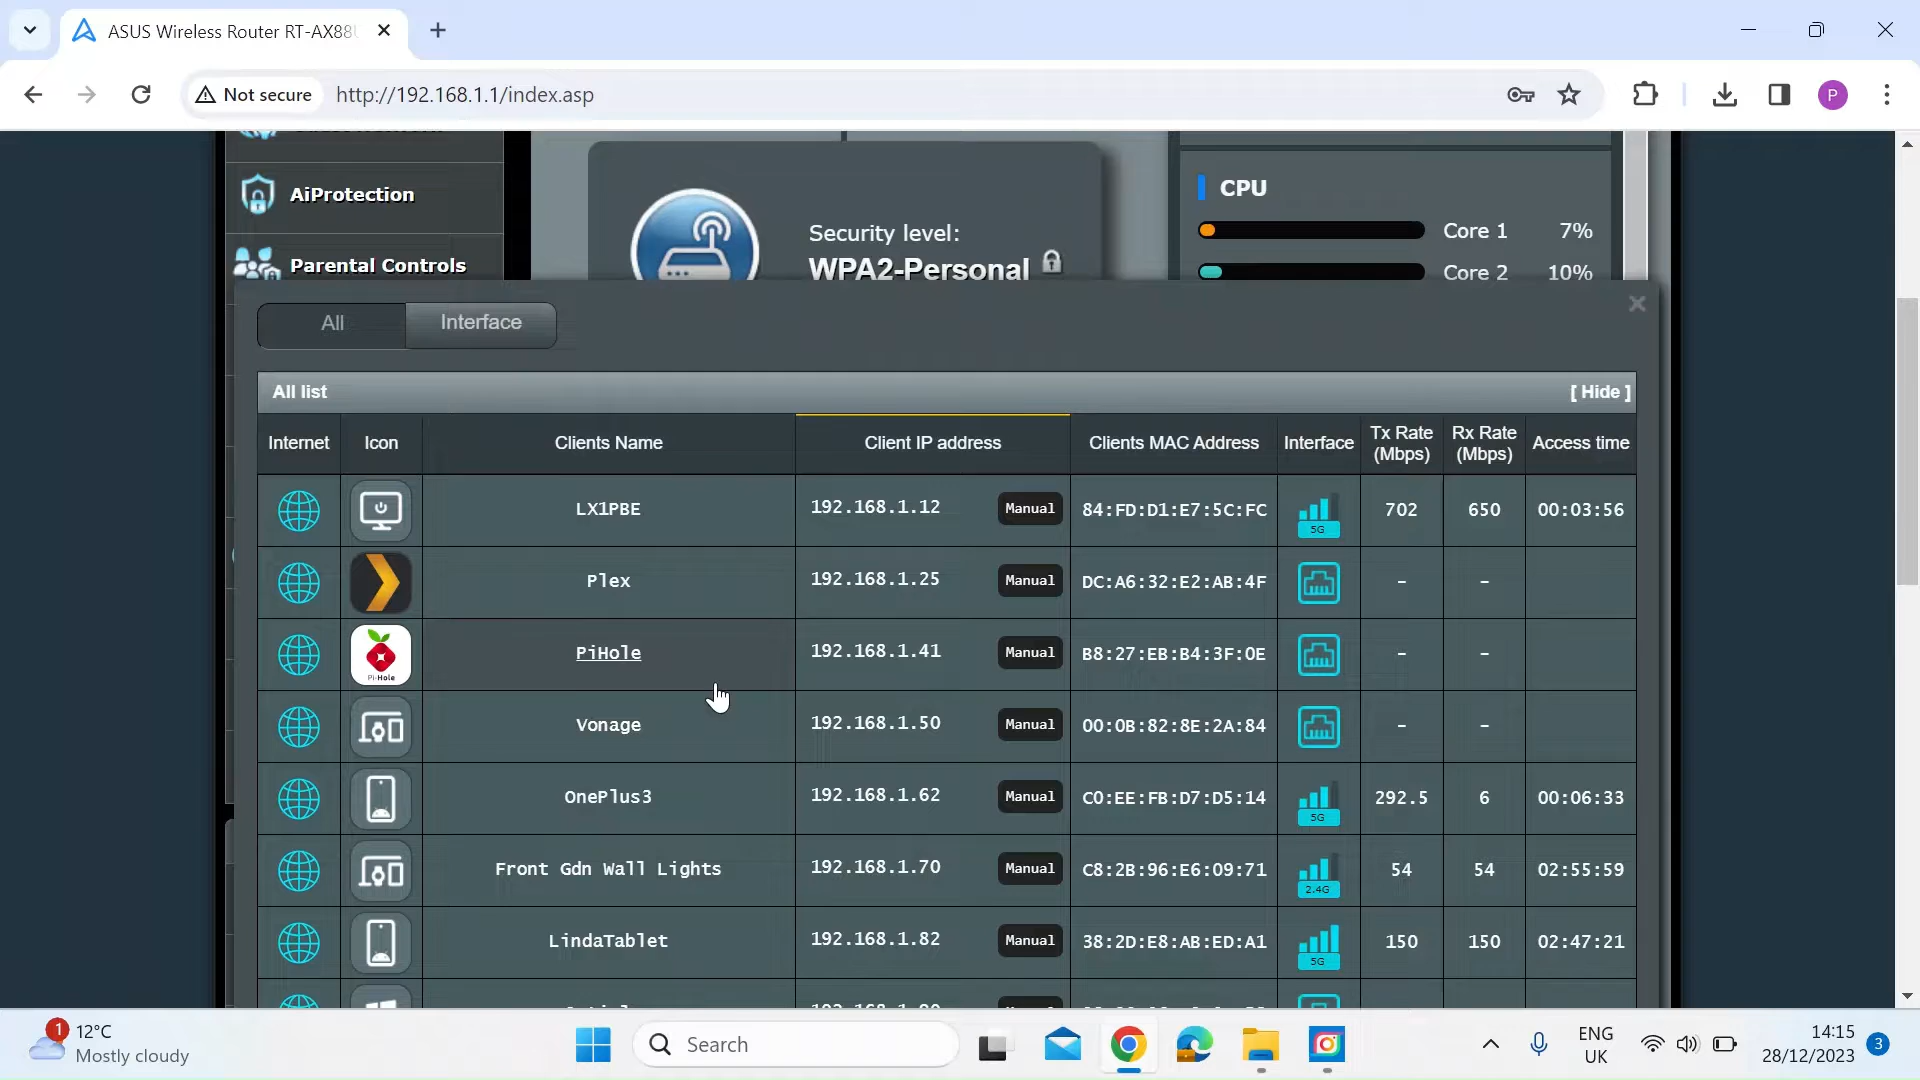 ASUS Wireless Router RT-AX88U
Not secure
http://192.168.1.1/index.asp
P
AiProtection
Parental Controls
Security level:
WPA2-Personal
CPU
Core 1 7%
Core 2 10%
All
Interface
All list
[ Hide ]
Internet Icon Clients Name Client IP address Clients MAC Address Interface Tx Rate (Mbps) Rx Rate (Mbps) Access time
LX1PBE 192.168.1.12 Manual 84:FD:D1:E7:5C:FC 5G 702 650 00:03:56
Plex 192.168.1.25 Manual DC:A6:32:E2:AB:4F - -
Pi-Hole PiHole 192.168.1.41 Manual B8:27:EB:B4:3F:0E - -
Vonage 192.168.1.50 Manual 00:0B:82:8E:2A:84 - -
OnePlus3 192.168.1.62 Manual C0:EE:FB:D7:D5:14 5G 292.5 6 00:06:33
Front Gdn Wall Lights 192.168.1.70 Manual C8:2B:96:E6:09:71 2.4G 54 54 02:55:59
LindaTablet 192.168.1.82 Manual 38:2D:E8:AB:ED:A1 5G 150 150 02:47:21
1
12°C
Mostly cloudy
Search
ENG
UK
14:15
28/12/2023
3